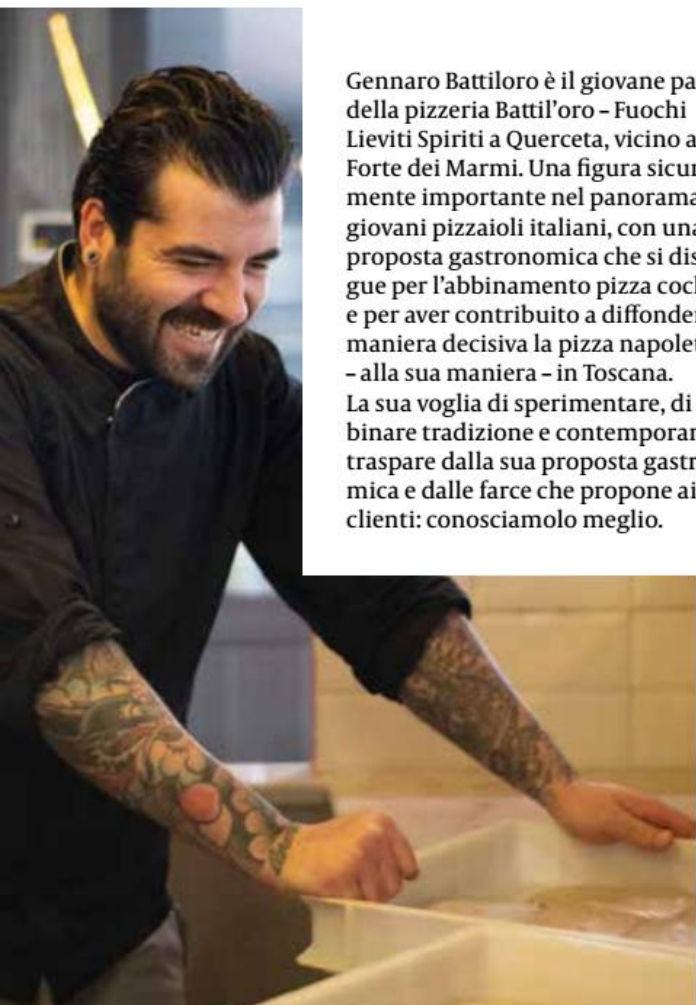 Gennaro Battiloro è il giovane pa
della pizzeria Battil’oro – Fuochi
Lieviti Spiriti a Querceta, vicino a
Forte dei Marmi. Una figura sicur
mente importante nel panorama
giovani pizzaioli italiani, con una
proposta gastronomica che si dis
gue per l’abbinamento pizza cocl
e per aver contribuito a diffonder
maniera decisiva la pizza napolet
– alla sua maniera – in Toscana.
La sua voglia di sperimentare, di
binare tradizione e contemporar
traspare dalla sua proposta gastr
mica e dalle farce che propone ai
clienti: conosciamolo meglio.